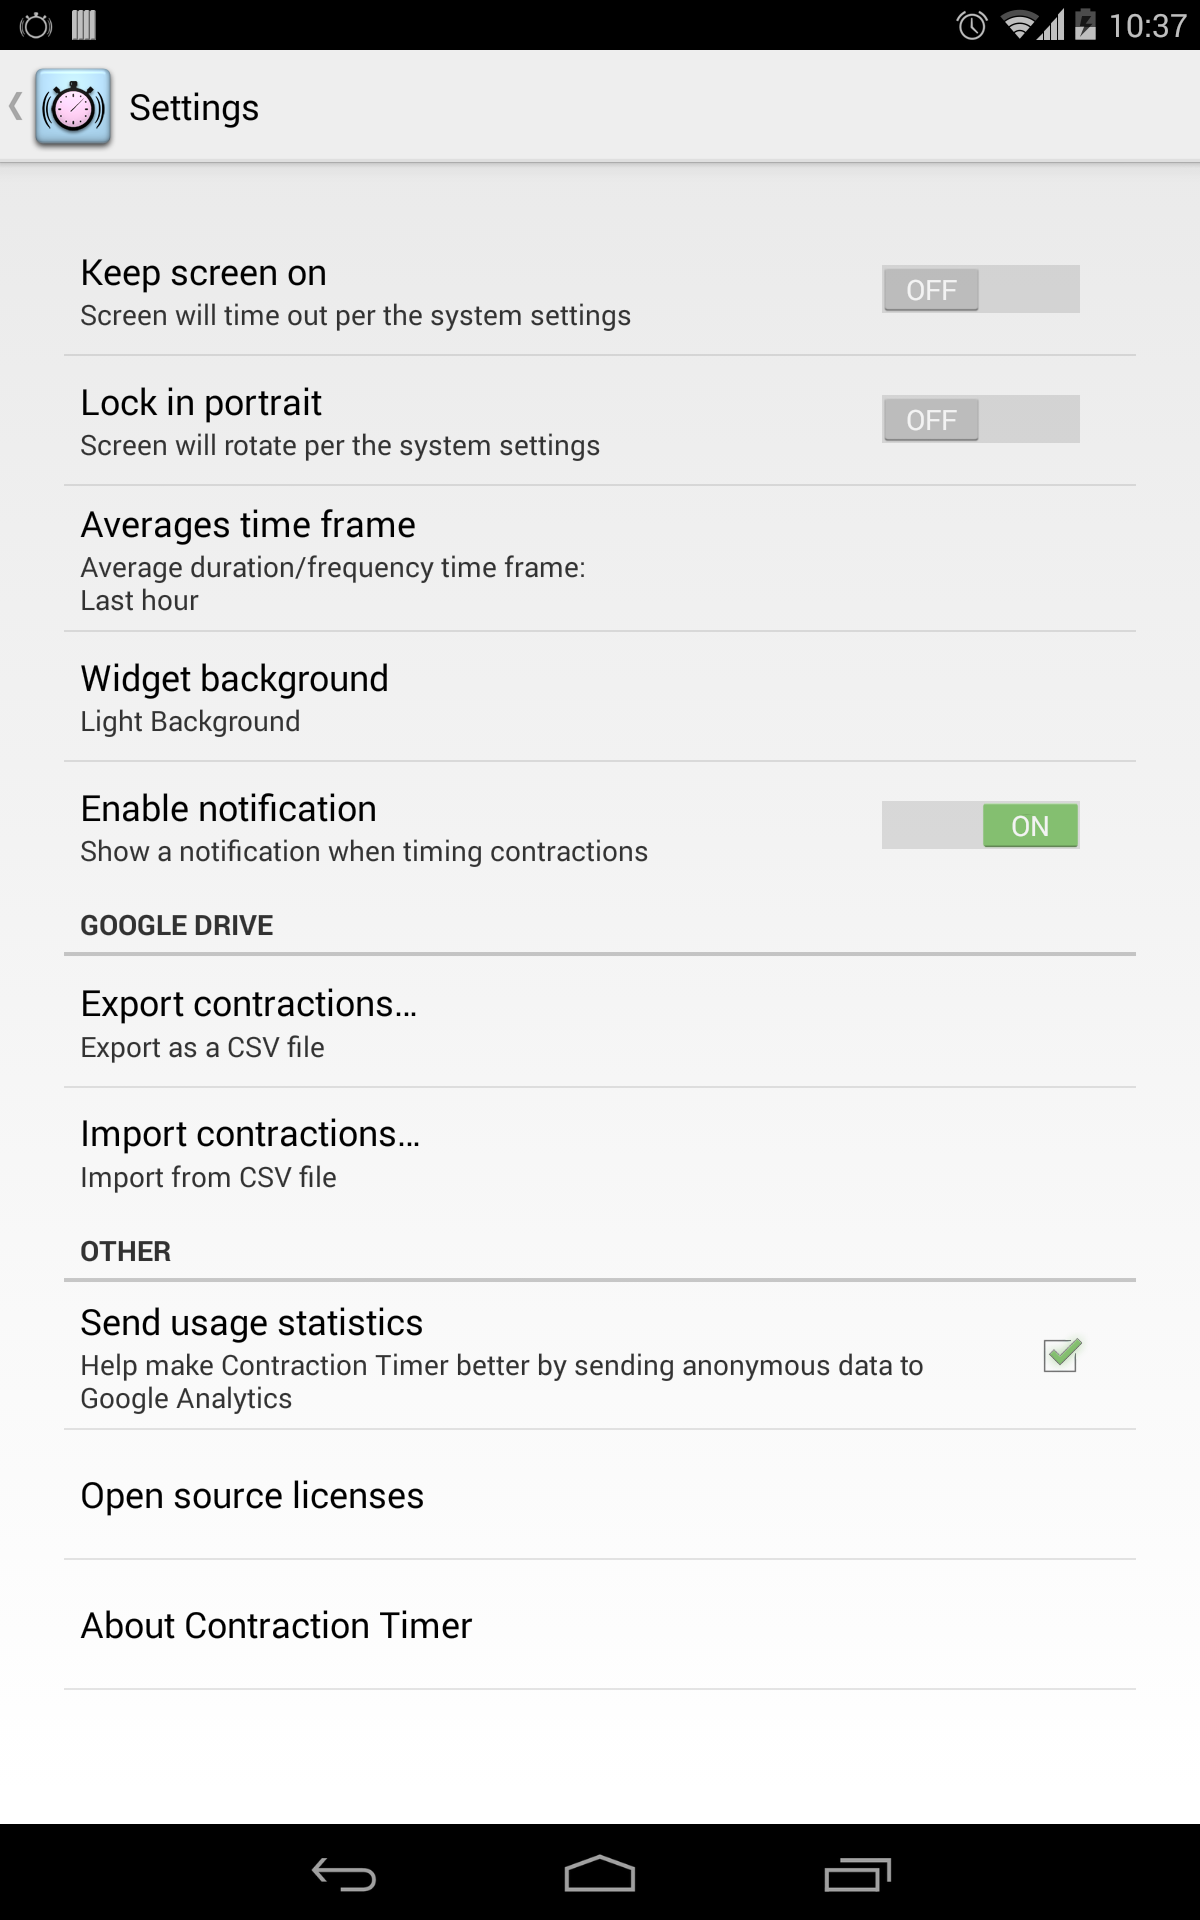 10:37
Settings
Keep screen on
Screen will time out per the system settings
OFF
Lock in portrait
Screen will rotate per the system settings
OFF
Averages time frame
Average duration/frequency time frame:
Last hour
Widget background
Light Background
Enable notification
Show a notification when timing contractions
ON
GOOGLE DRIVE
Export contractions…
Export as a CSV file
Import contractions…
Import from CSV file
OTHER
Send usage statistics
Help make Contraction Timer better by sending anonymous data to
Google Analytics
Open source licenses
About Contraction Timer